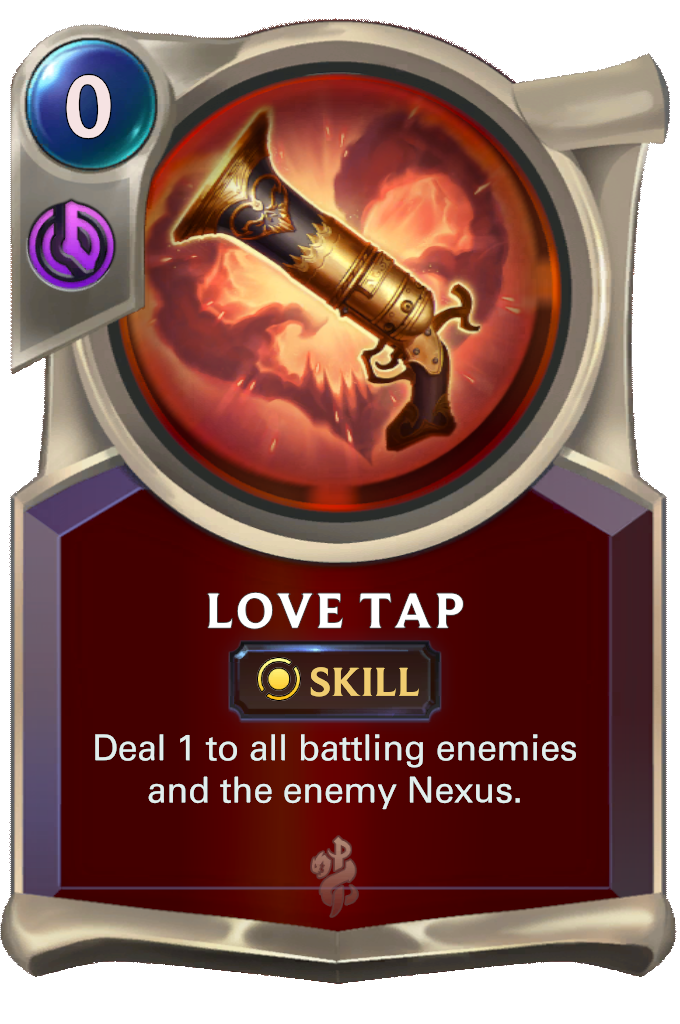 0
LOVE TAP
SKILL
Deal 1 to all battling enemies
and the enemy Nexus.